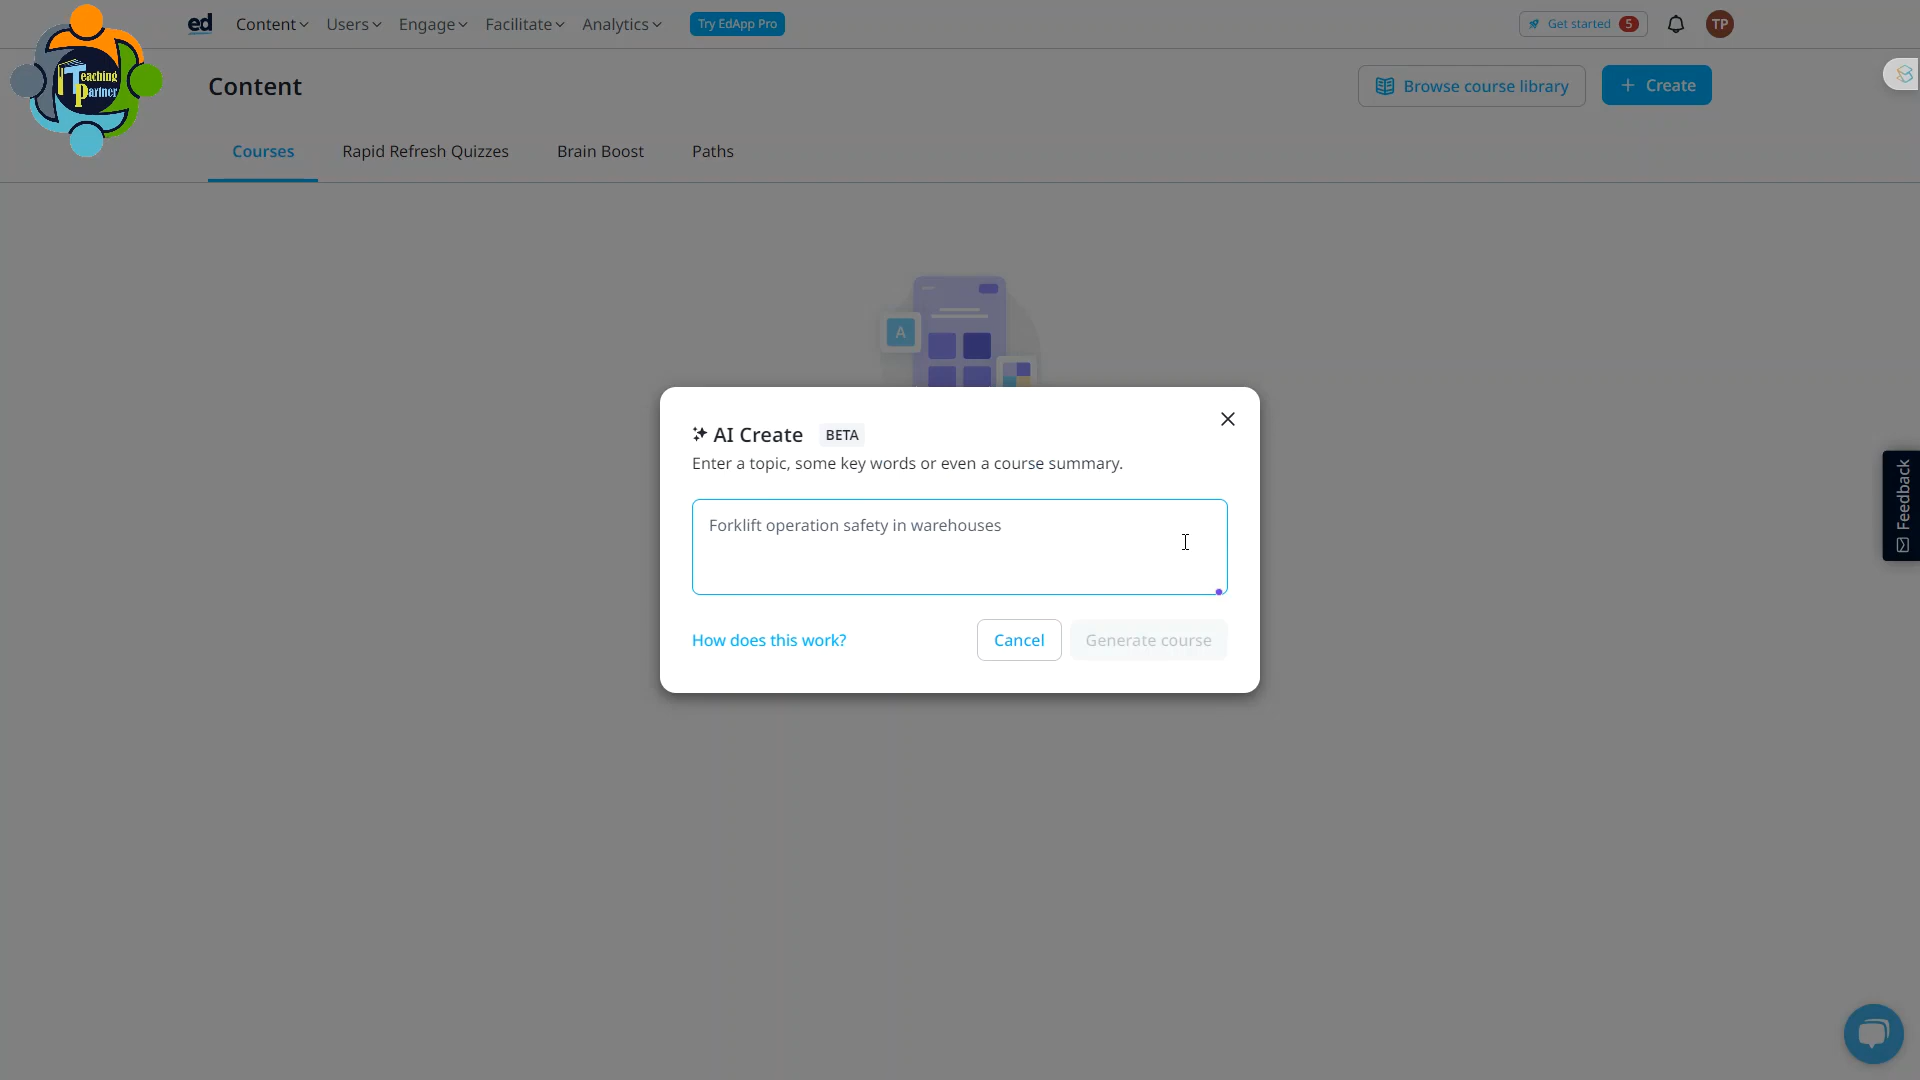 Teaching
Partner
ed
Content Users Engage Facilitate Analytics Try EdApp Pro
Get started 5
TP
Content
Browse course library
+ Create
Courses Rapid Refresh Quizzes Brain Boost Paths
A
AI Create BETA
Enter a topic, some key words or even a course summary.
Forklift operation safety in warehouses
How does this work?
Cancel
Generate course
Feedback